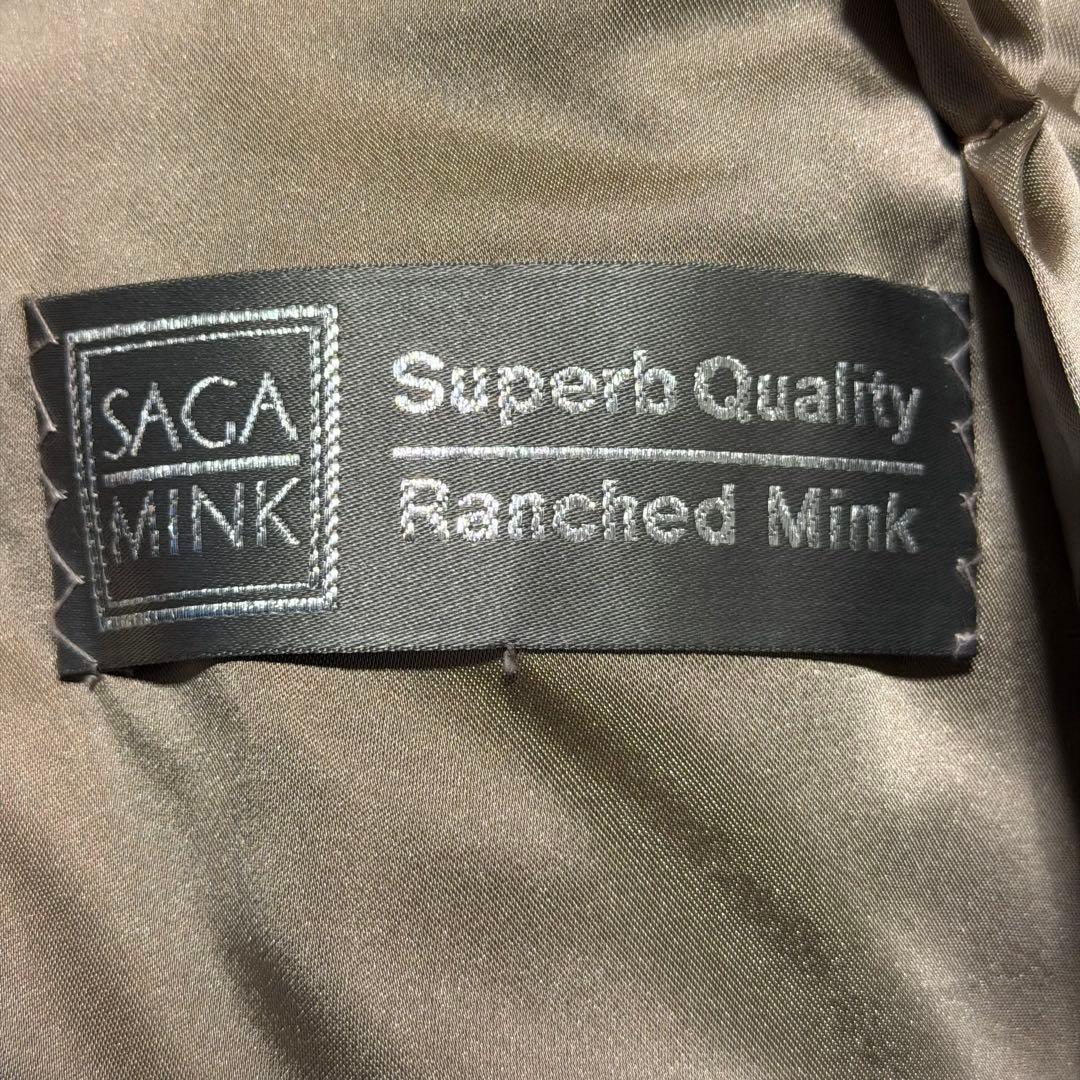 SAGA
MINK
Superb Quality
Ranched Mink